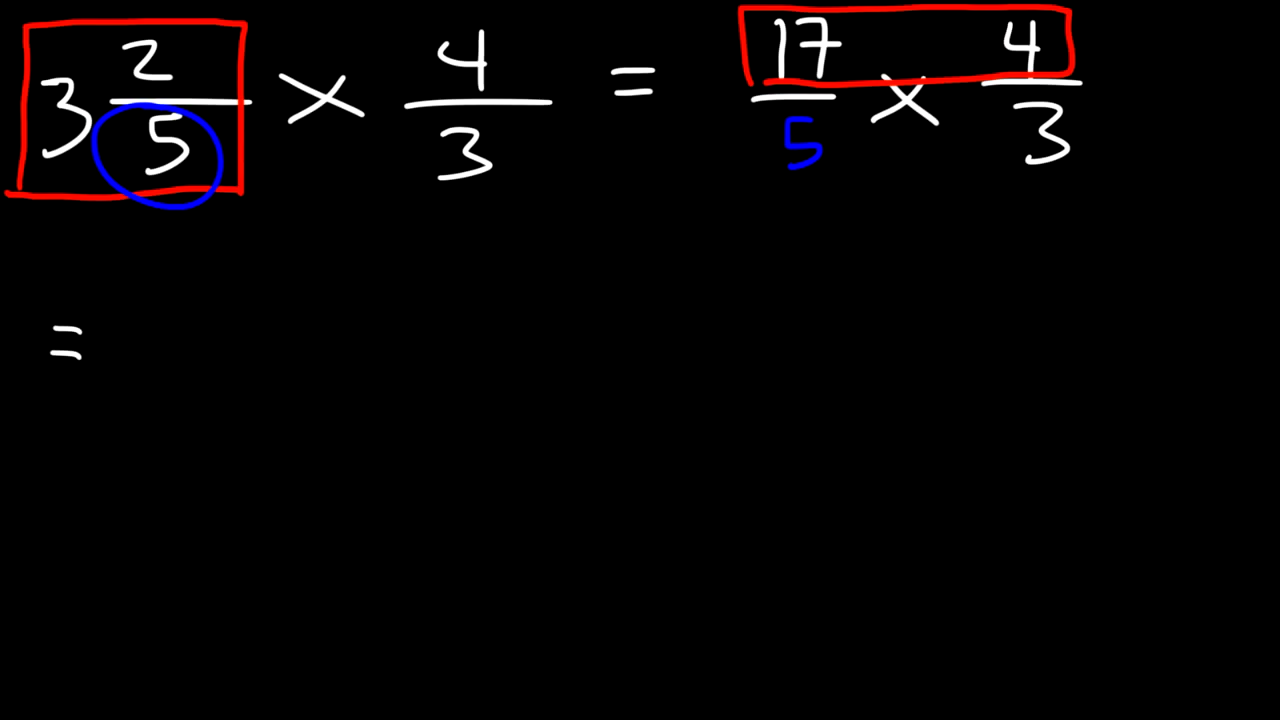 3 2/5 × 4/3 = 17/5 × 4/3
=